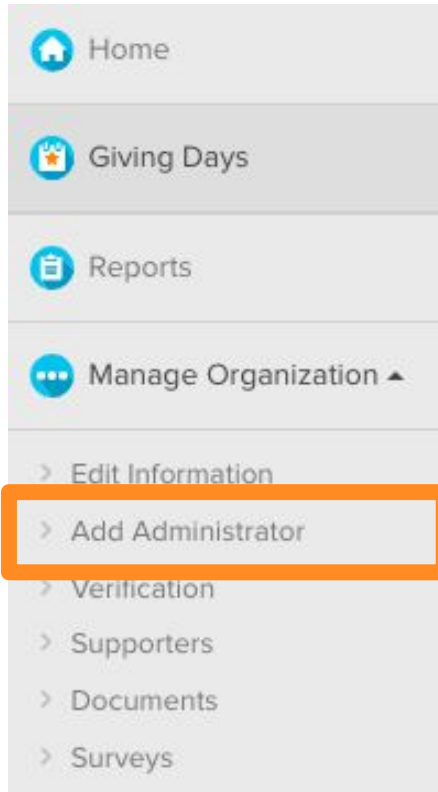 Home
Giving Days
Reports
Manage Organization
Edit Information
Add Administrator
Verification
Supporters
Documents
Surveys